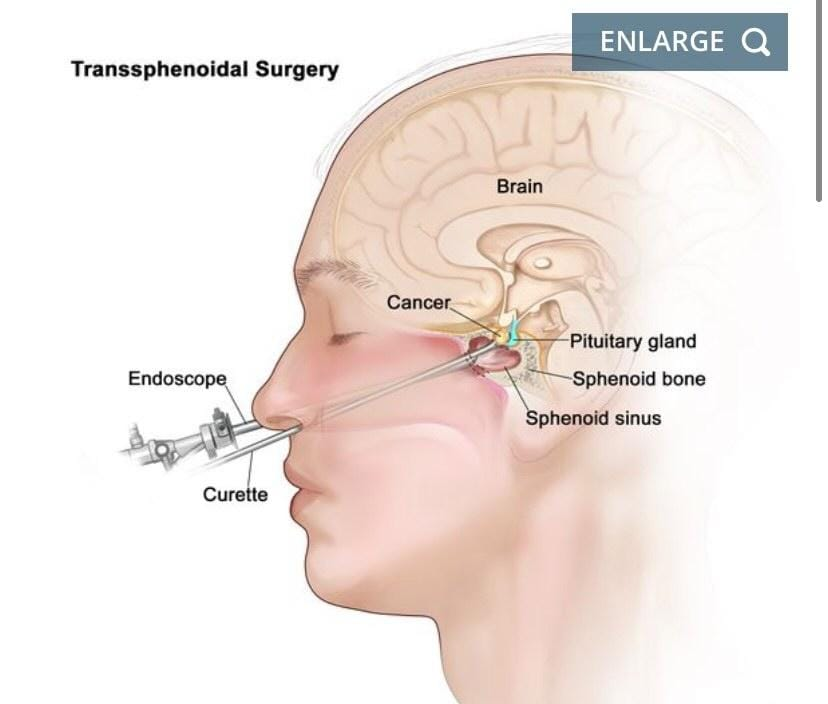 ENLARGE
Transsphenoidal Surgery
Brain
Cancer
Pituitary gland
Endoscope
Sphenoid bone
Sphenoid sinus
Curette